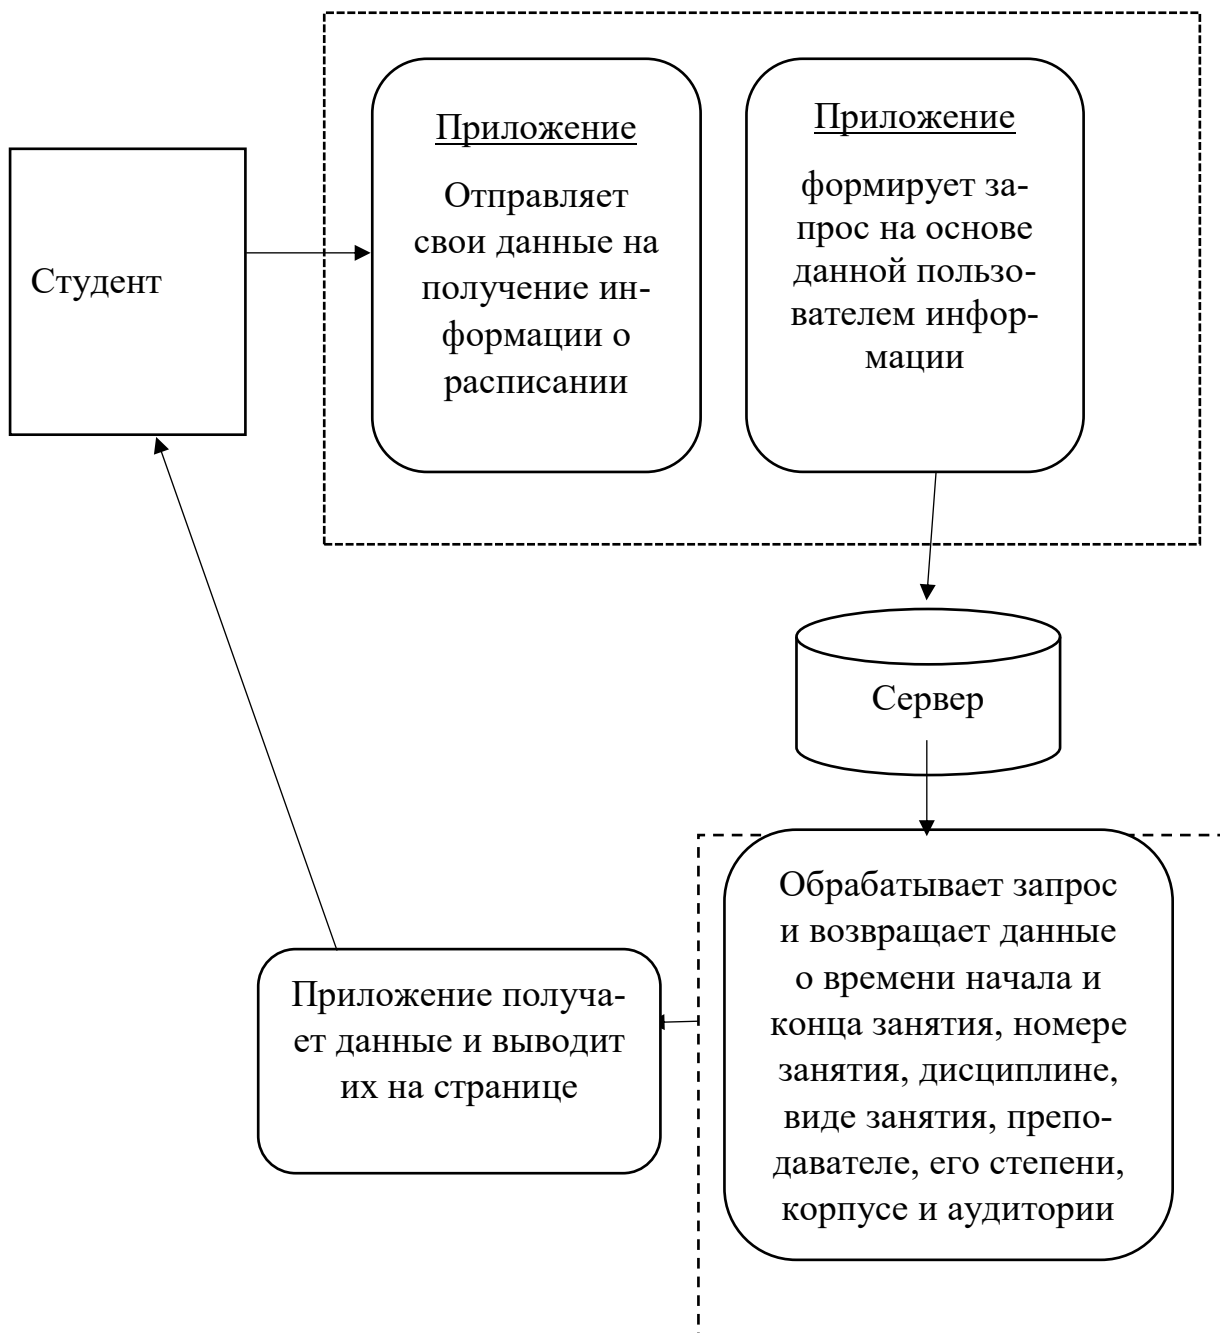 Студент
Приложение
Отправляет
свои данные на
получение ин-
формации о
расписании
Приложение
формирует за-
прос на основе
данной пользо-
вателем инфор-
мации
Сервер
Обрабатывает запрос
и возвращает данные
о времени начала и
конца занятия, номере
занятия, дисциплине,
виде занятия, препо-
давателе, его степени,
корпусе и аудитории
Приложение получа-
ет данные и выводит
их на странице